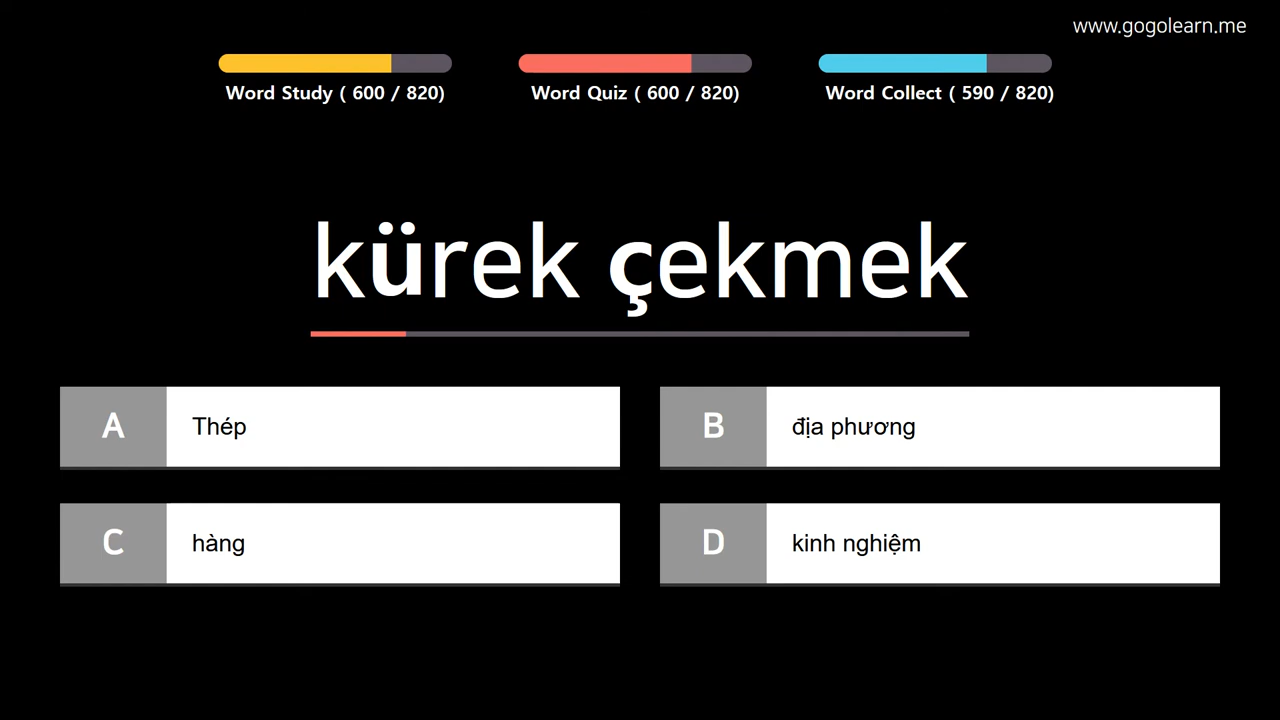 www.gogolearn.me
Word Study ( 600 / 820)
Word Quiz ( 600 / 820)
Word Collect ( 590 / 820)
kürek çekmek
A Thép
B địa phương
C hàng
D kinh nghiệm